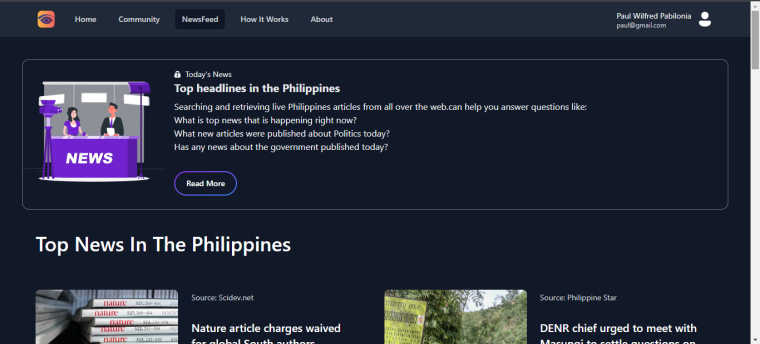 Home Community NewsFeed How It Works About
Paul Wilfred Pabilonia
paul@gmail.com
Today's News
Top headlines in the Philippines
Searching and retrieving live Philippines articles from all over the web.can help you answer questions like:
What is top news that is happening right now?
What new articles were published about Politics today?
Has any news about the government published today?
NEWS
Read More
Top News In The Philippines
Source: Scidev.net
Nature article charges waived
for global South authors
nature
nature
nature
nature
Source: Philippine Star
DENR chief urged to meet with
Masungi to settle questions on